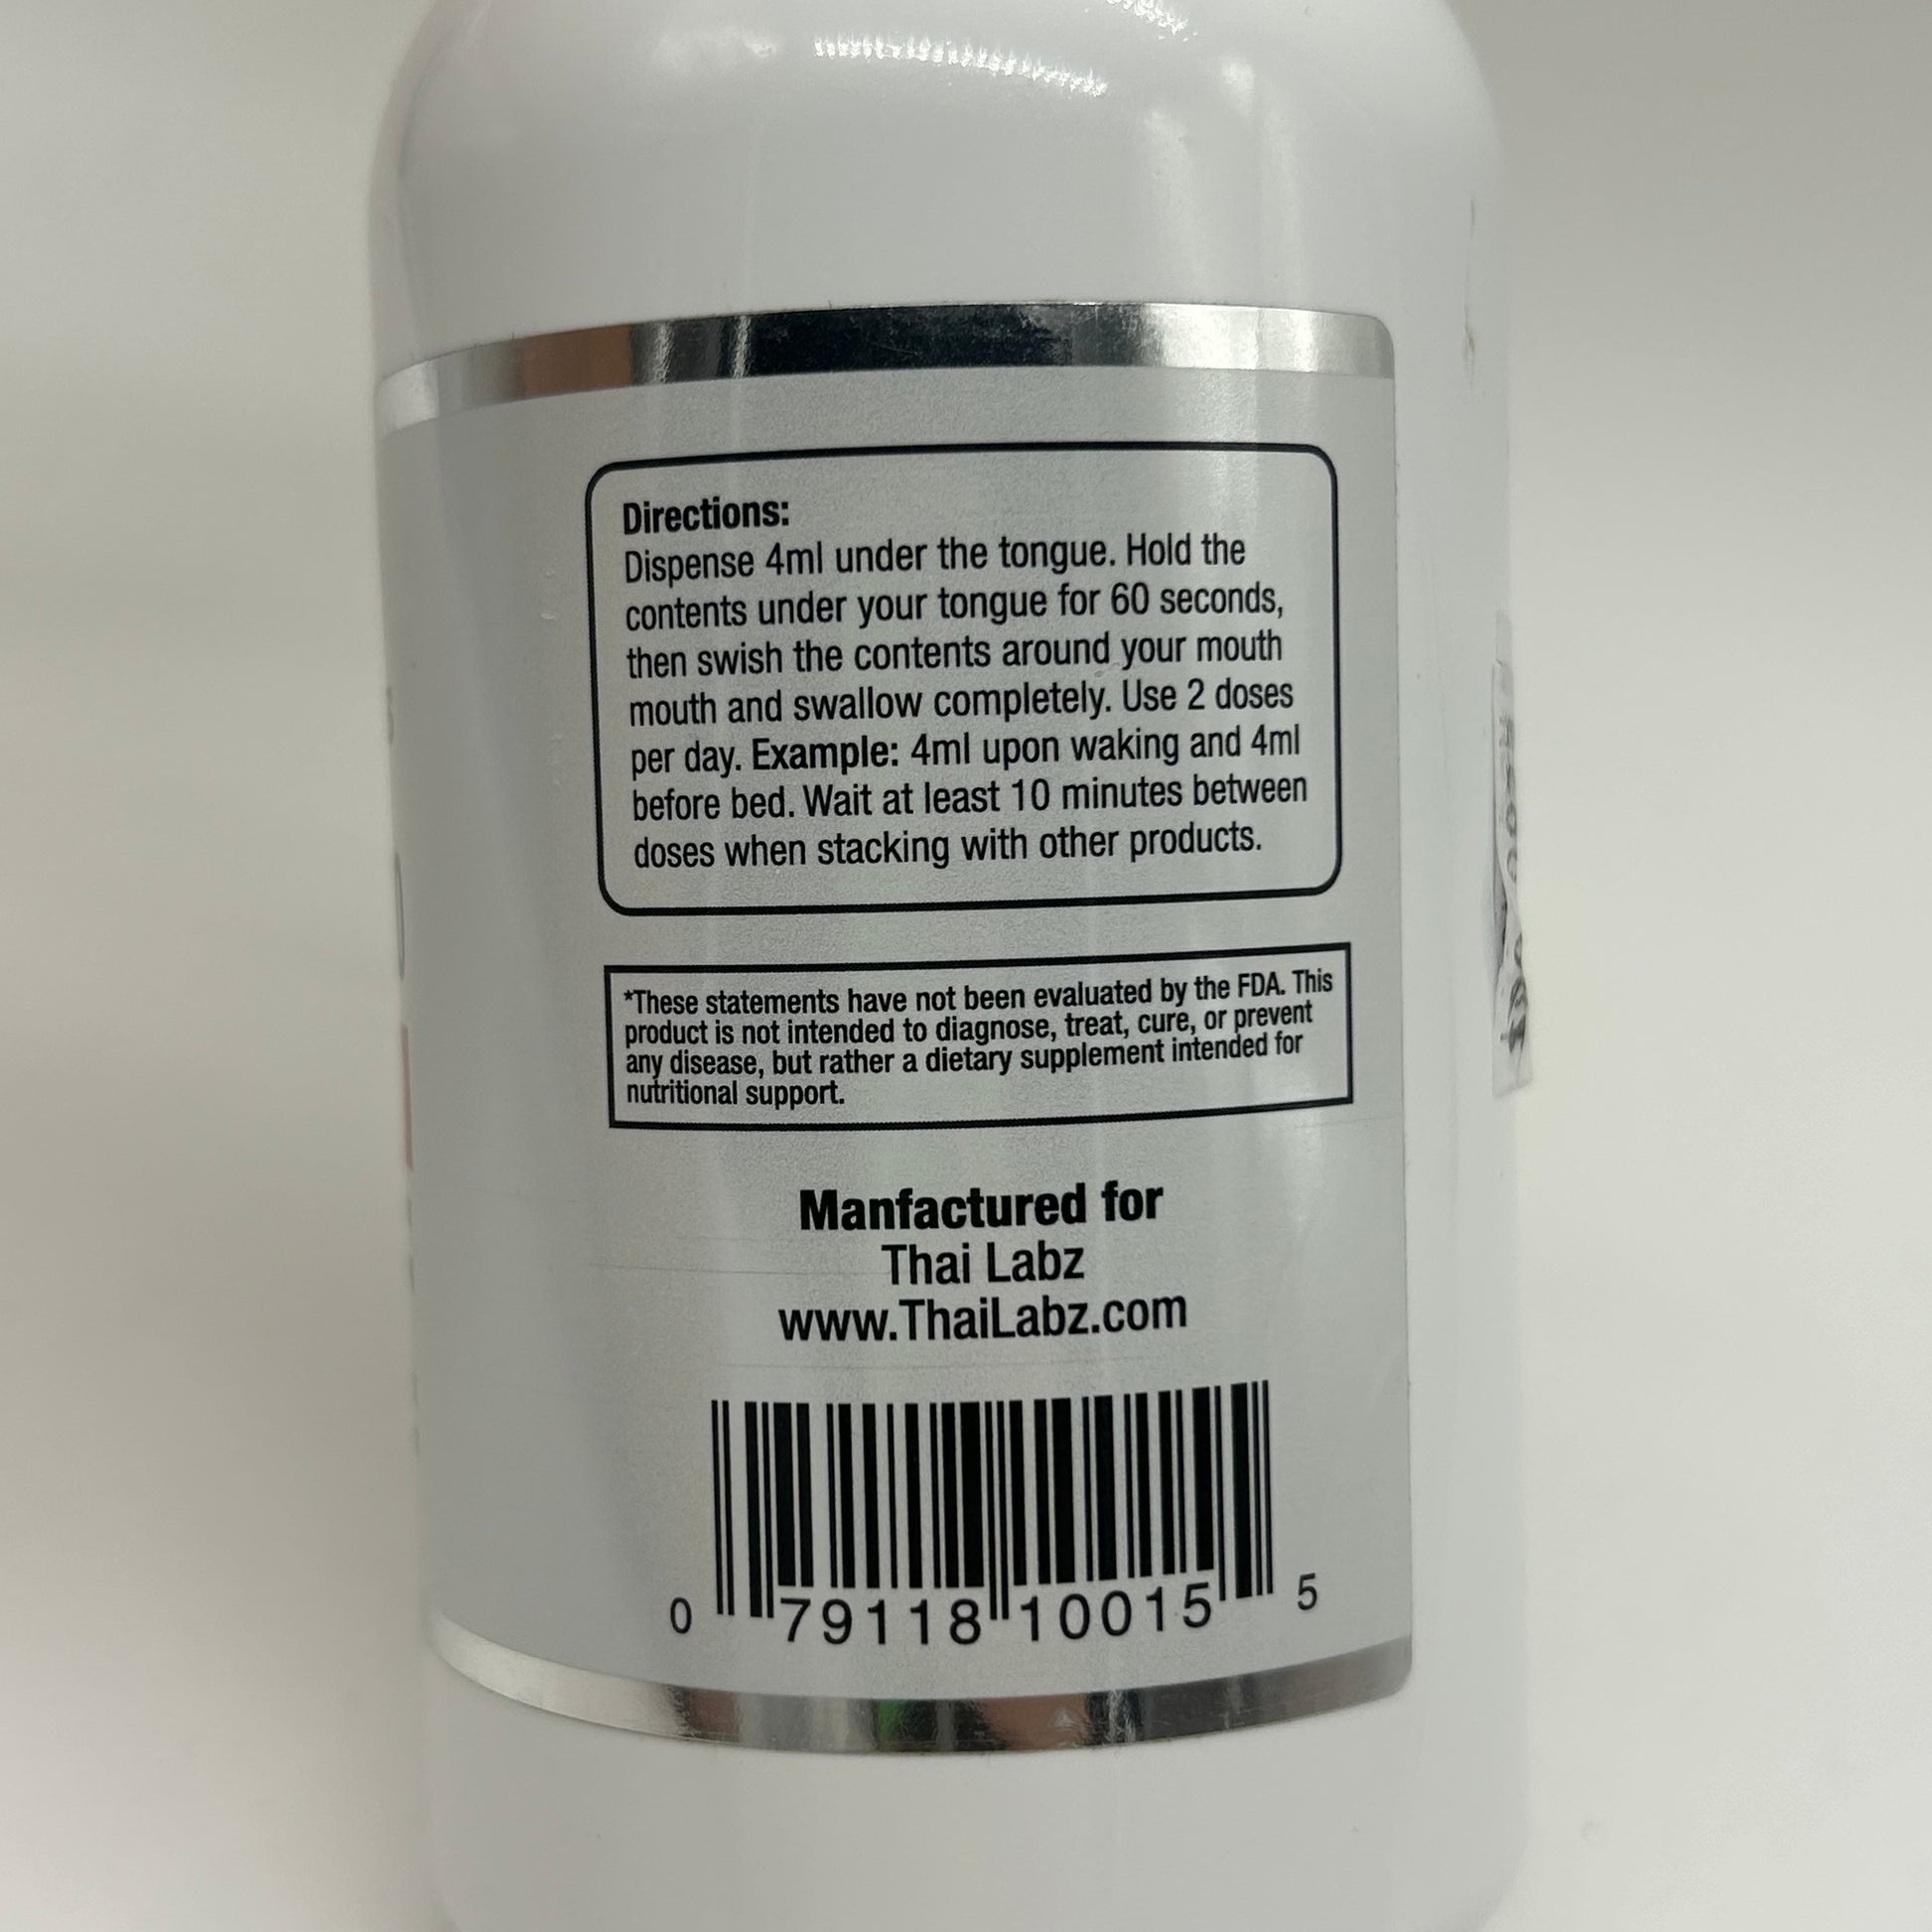 Directions:
Dispense 4ml under the tongue. Hold the
contents under your tongue for 60 seconds,
then swish the contents around your mouth
mouth and swallow completely. Use 2 doses
per day. Example: 4ml upon waking and 4ml
before bed. Wait at least 10 minutes between
doses when stacking with other products.
*These statements have not been evaluated by the FDA. This
product is not intended to diagnose, treat, cure, or prevent
any disease, but rather a dietary supplement intended for
nutritional support.
Manfactured for
Thai Labz
www.ThaiLabz.com
0 79118 10015 5